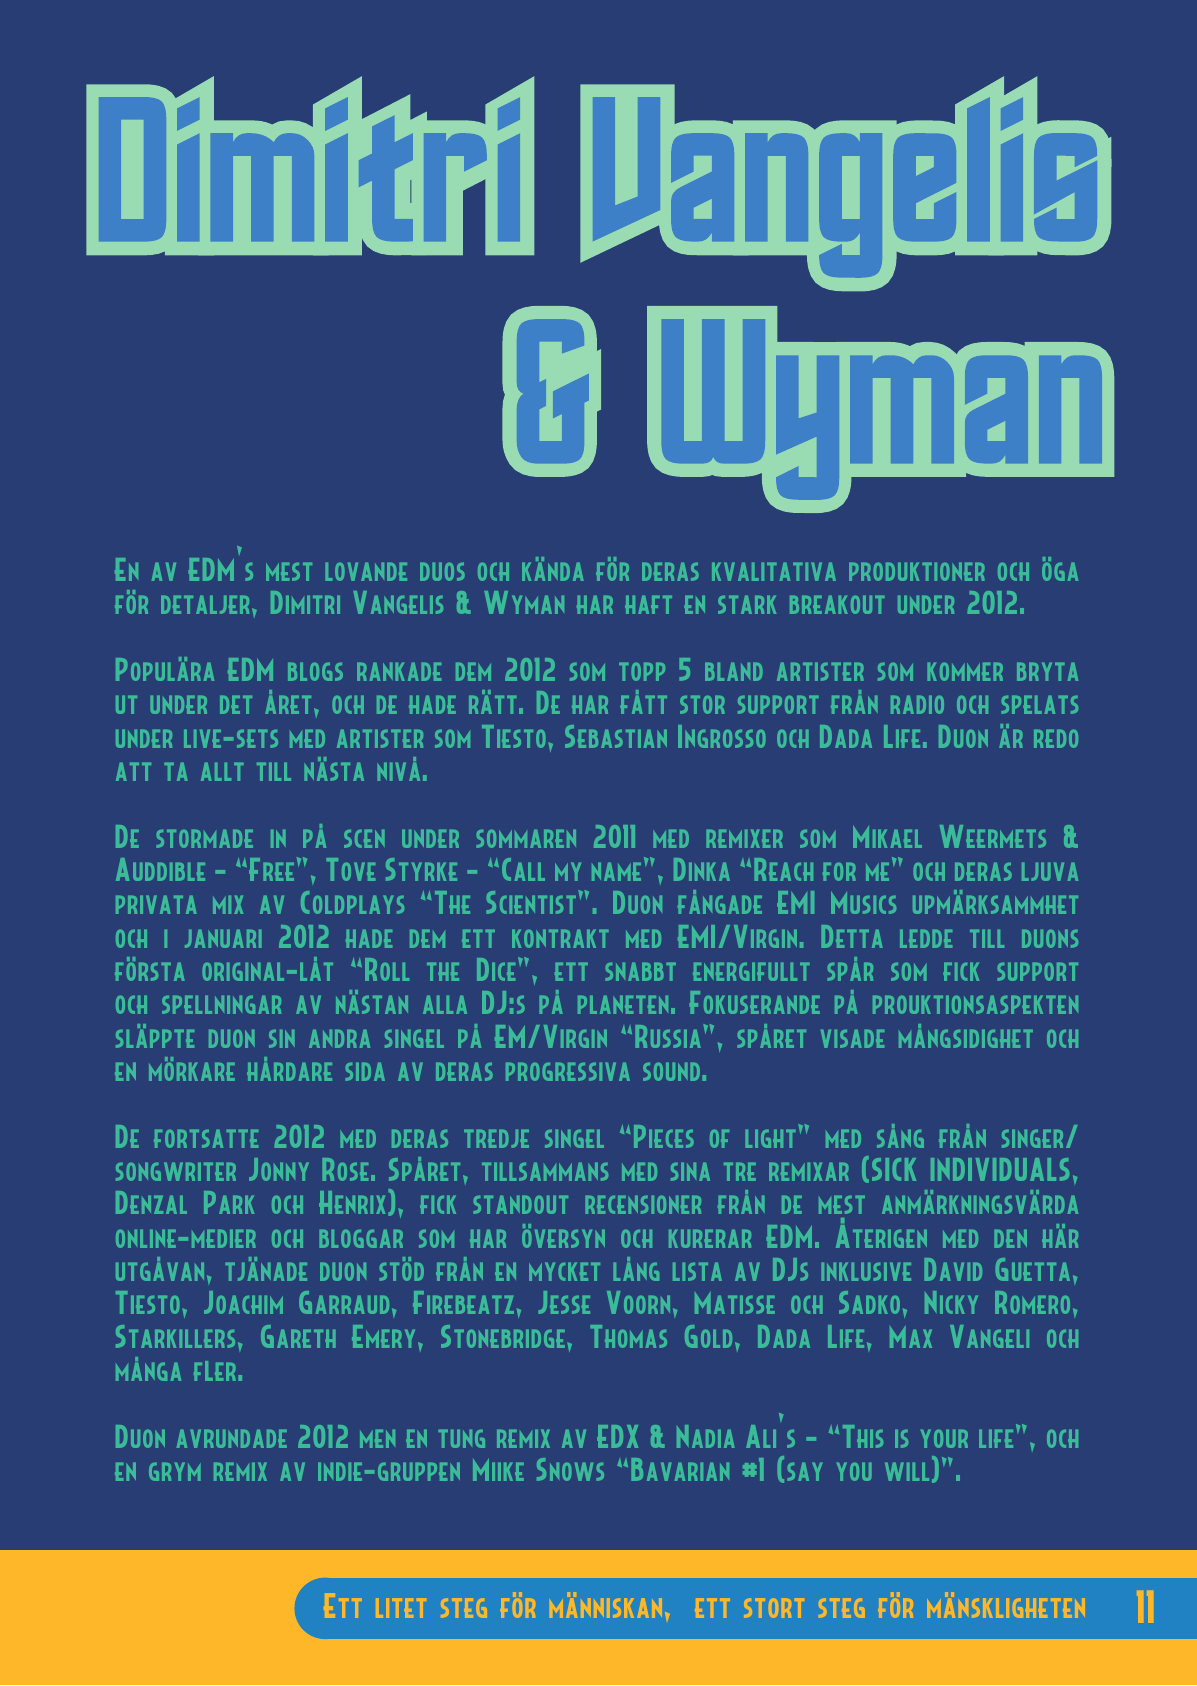 Dimitri Vangelis
& Wyman
En av EDM's mest lovande duos och kända för deras kvalitativa produktioner och öga
för detaljer, Dimitri Vangelis & Wyman har haft en stark breakout under 2012.
Populära EDM blogs rankade dem 2012 som topp 5 bland artister som kommer bryta
ut under det året, och de hade rätt. De har fått stor support från radio och spelats
under live-sets med artister som Tiesto, Sebastian Ingrosso och Dada Life. Duon är redo
att ta allt till nästa nivå.
De stormade in på scen under sommaren 2011 med remixer som Mikael Weermets &
Auddible - “Free”, Tove Styrke - “Call my name”, Dinka “Reach for me” och deras ljuva
privata mix av Coldplays “The Scientist”. Duon fångade EMI Musics upmärksammhet
och i januari 2012 hade dem ett kontrakt med EMI/Virgin. Detta ledde till duons
första original-låt “Roll the Dice”, ett snabbt energifullt spår som fick support
och spellningar av nästan alla DJ:s på planeten. Fokuserande på prouktionsaspekten
släppte duon sin andra singel på EM/Virgin “Russia”, spåret visade mångsidighet och
en mörkare hårdare sida av deras progressiva sound.
De fortsatte 2012 med deras tredje singel “Pieces of light” med sång från singer/
songwriter Jonny Rose. Spåret, tillsammans med sina tre remixar (SICK INDIVIDUALS,
Denzal Park och Henrix), fick standout recensioner från de mest anmärkningsvärda
online-medier och bloggar som har översyn och kurerar EDM. Återigen med den här
utgåvan, tjänade duon stöd från en mycket lång lista av DJs inklusive David Guetta,
Tiesto, Joachim Garraud, Firebeatz, Jesse Voorn, Matisse och Sadko, Nicky Romero,
Starkillers, Gareth Emery, Stonebridge, Thomas Gold, Dada Life, Max Vangeli och
många fler.
Duon avrundade 2012 men en tung remix av EDX & Nadia Ali's - “This is your life”, och
en grym remix av indie-gruppen Miike Snows “Bavarian #1 (say you will)”.
Ett litet steg för människan, ett stort steg för mänskligheten 11